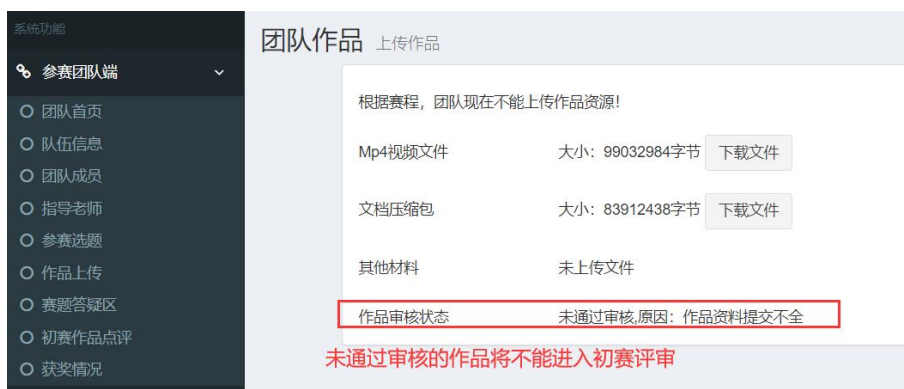 系统功能
参赛团队端
团队首页
队伍信息
团队成员
指导老师
参赛选题
作品上传
赛题答疑区
初赛作品点评
获奖情况
团队作品 上传作品
根据赛程，团队现在不能上传作品资源！
Mp4视频文件 大小：99032984字节 下载文件
文档压缩包 大小：83912438字节 下载文件
其他材料 未上传文件
作品审核状态 未通过审核,原因：作品资料提交不全
未通过审核的作品将不能进入初赛评审